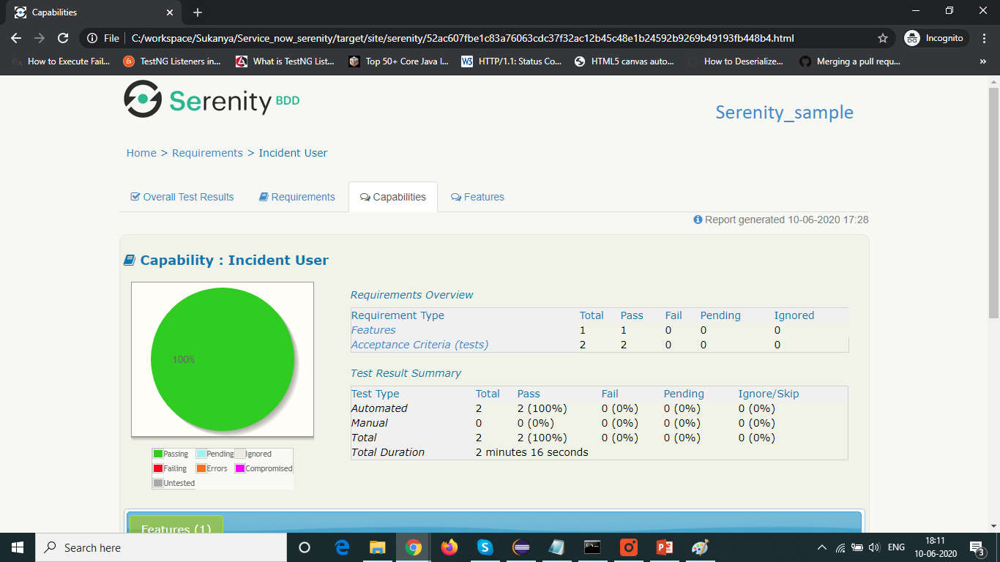 Capabilities
File
C:/workspace/Sukanya/Service_now_serenity/target/site/serenity/52ac607fbe1c83a76063cdc37f32ac12b45c48e1b24592b9269b49193fb448b4.html
Incognito
How to Execute Fail... TestNG Listeners in... What is TestNG List... Top 50+ Core Java I... HTTP/1.1: Status Co... HTML5 canvas auto... How to Deserialize... Merging a pull requ... »
Serenity BDD
Serenity_sample
Home > Requirements > Incident User
Overall Test Results Requirements Capabilities Features
Report generated 10-06-2020 17:28
Capability : Incident User
100%
Passing Pending Ignored
Failing Errors Compromised
Untested
Requirements Overview
Requirement Type Total Pass Fail Pending Ignored
Features 1 1 0 0 0
Acceptance Criteria (tests) 2 2 0 0 0
Test Result Summary
Test Type Total Pass Fail Pending Ignore/Skip
Automated 2 2 (100%) 0 (0%) 0 (0%) 0 (0%)
Manual 0 0 (0%) 0 (0%) 0 (0%) 0 (0%)
Total 2 2 (100%) 0 (0%) 0 (0%) 0 (0%)
Total Duration 2 minutes 16 seconds
Features (1)
Search here
ENG
18:11
10-06-2020
3